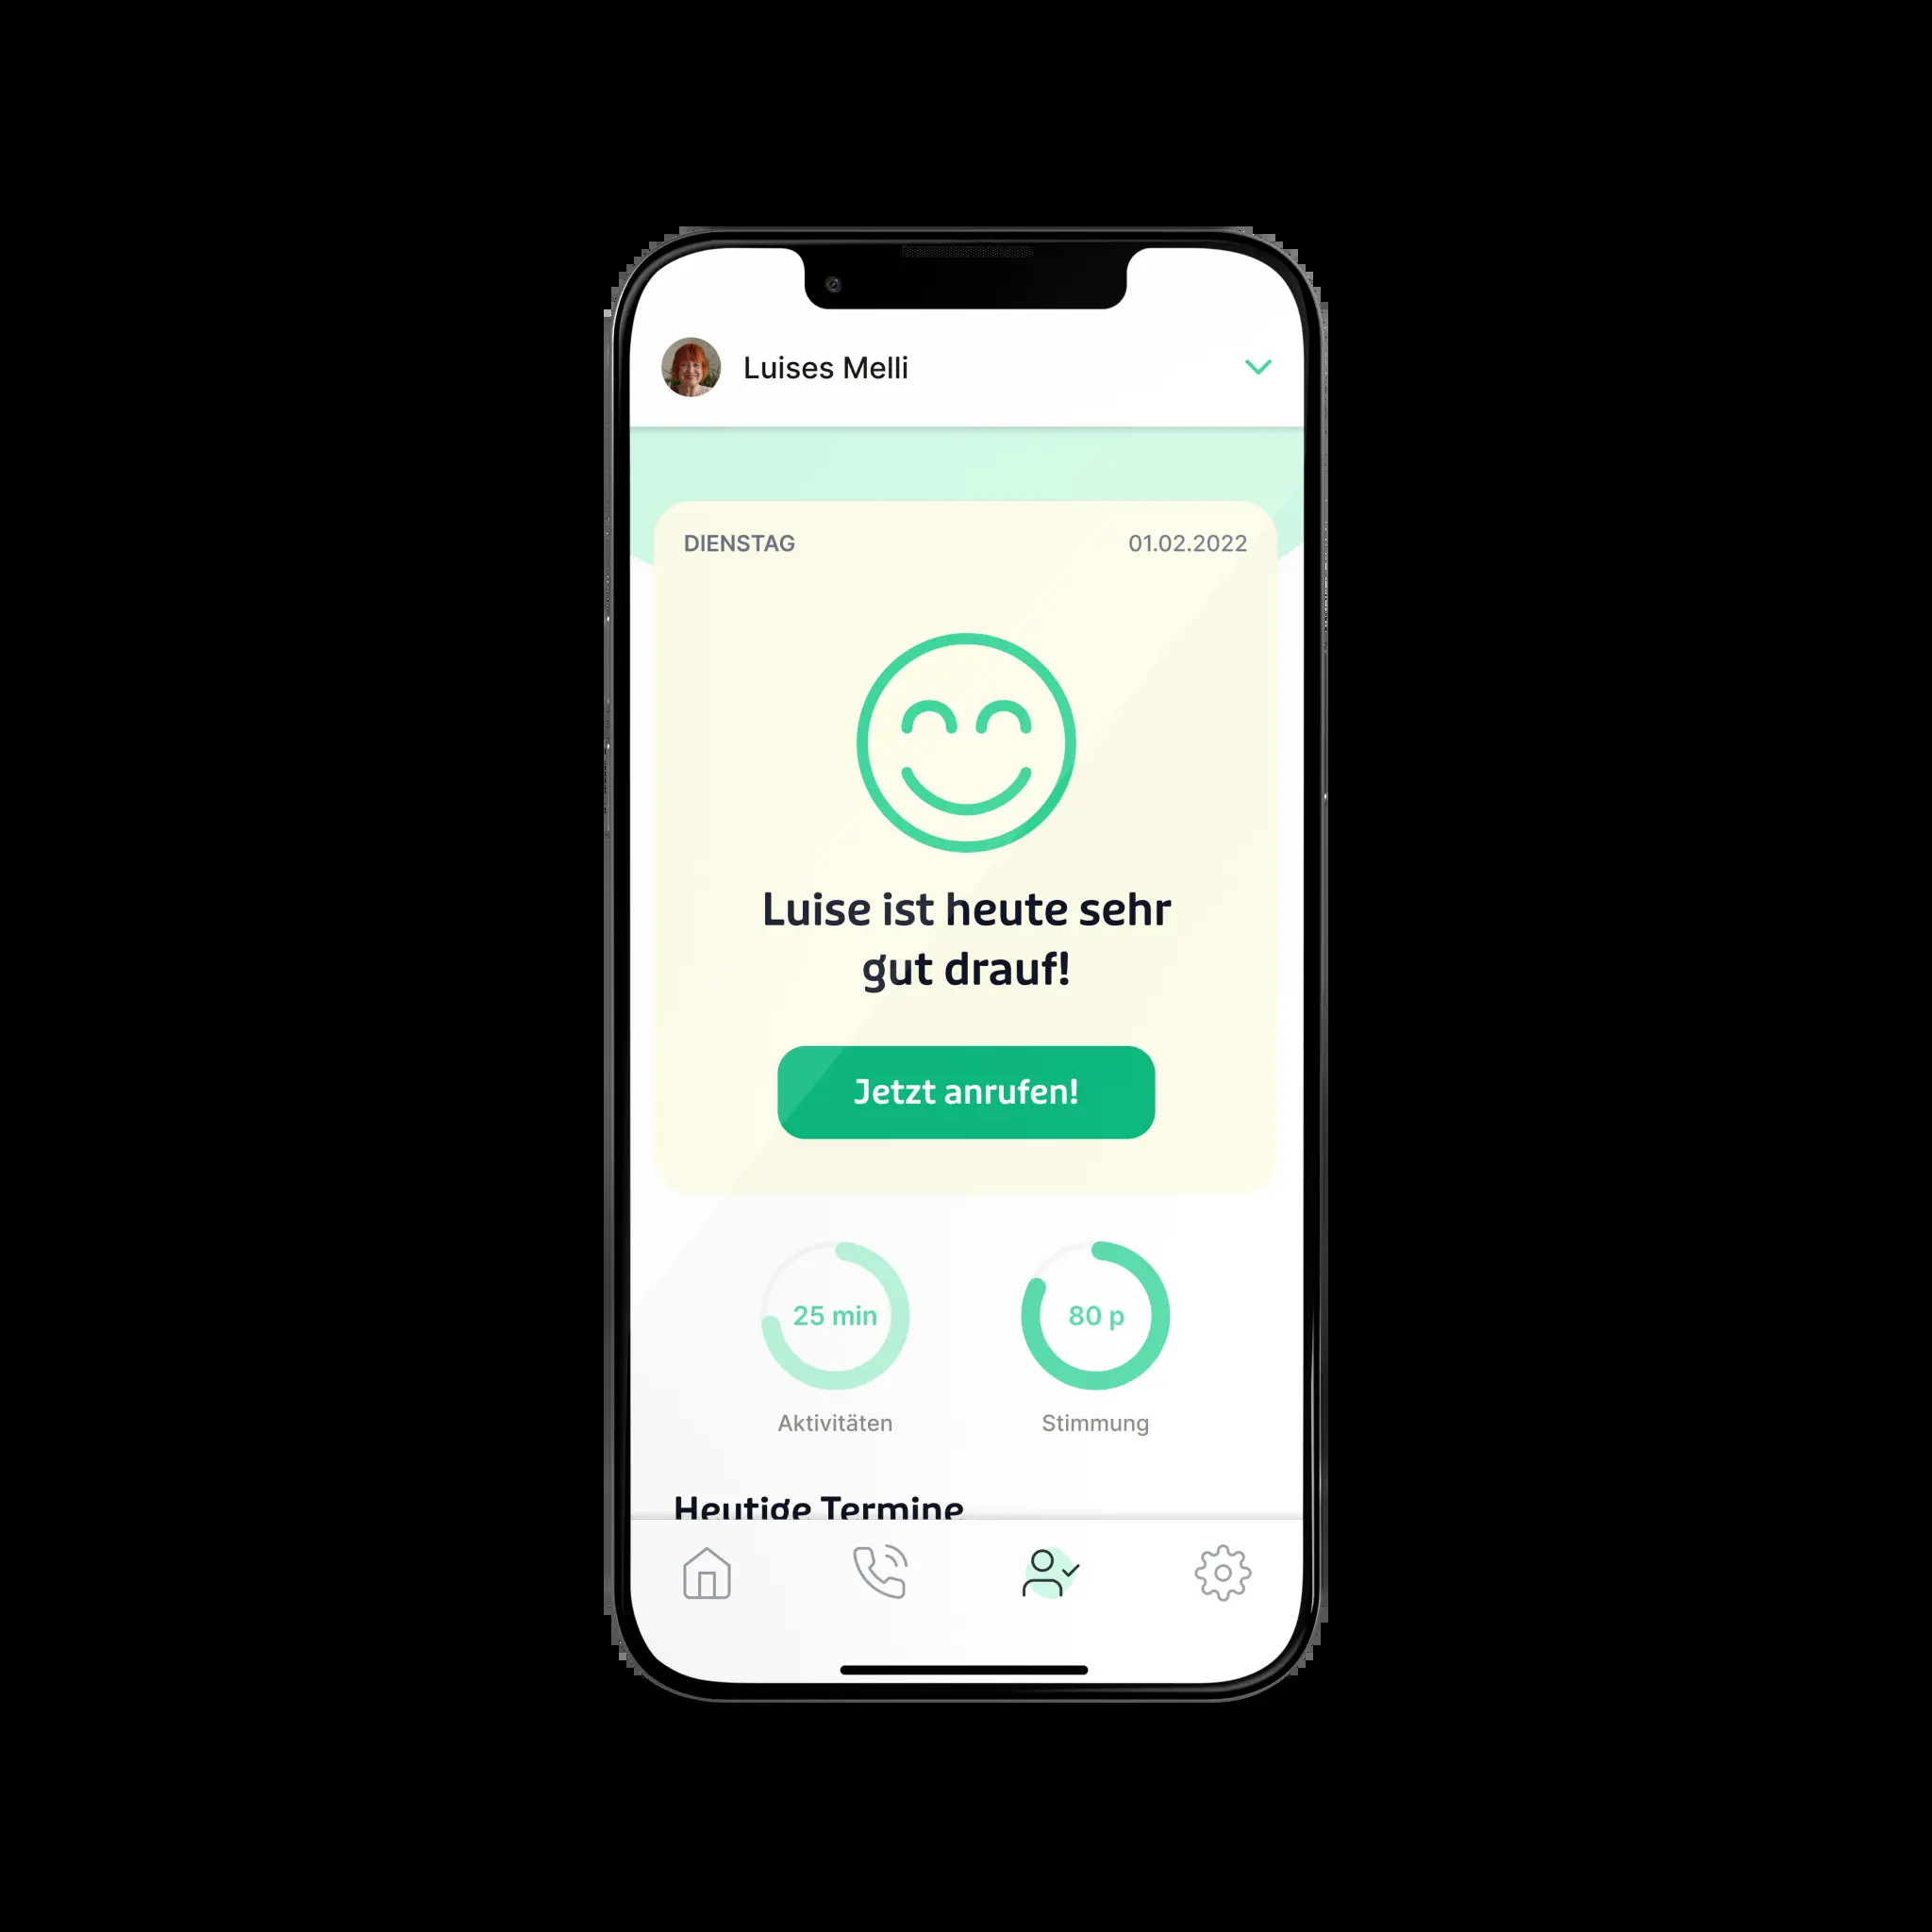 Luises Melli
DIENSTAG
01.02.2022
Luise ist heute sehr
gut drauf!
Jetzt anrufen!
25 min
80 p
Aktivitäten
Stimmung
Heutige Termine